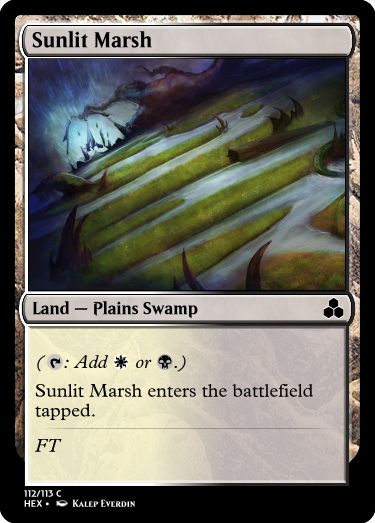 Sunlit Marsh
Land — Plains Swamp
( : Add or .)
Sunlit Marsh enters the battlefield
tapped.
FT
112/113 C
HEX • Kalep Everdin